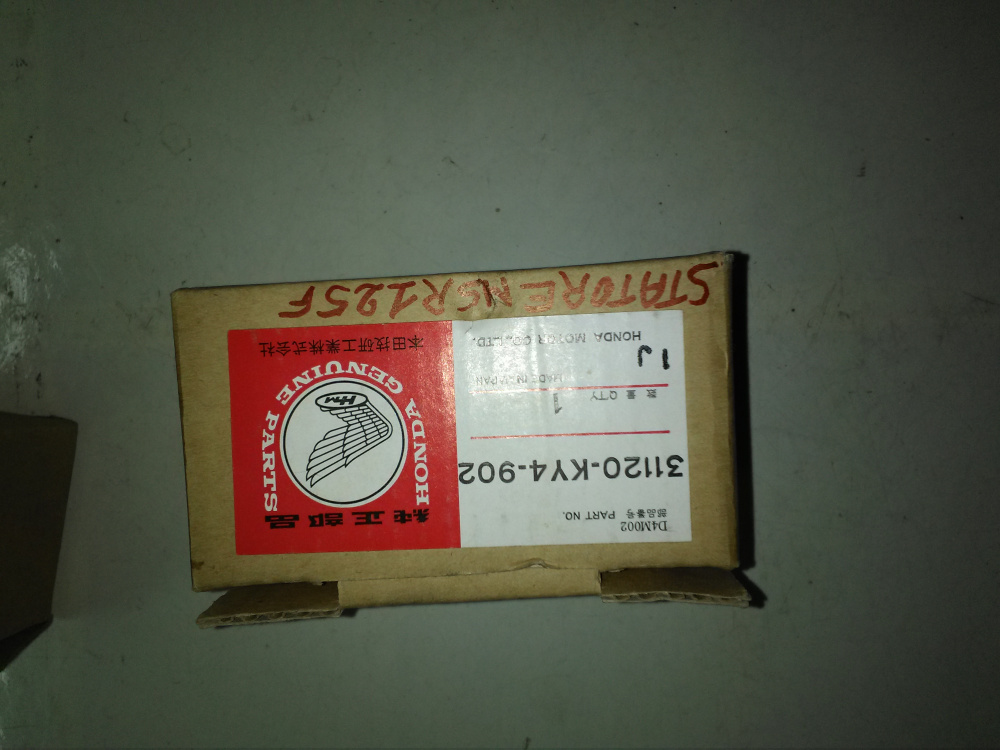 D4M002
部品番号 PART NO.
31120-KY4-902
数量 Q'TY 1
MADE IN JAPAN
1J
HONDA MOTOR CO.,LTD.
純正部品
HONDA GENUINE PARTS
HM
本田技研工業株式会社
STATORE NSR125F